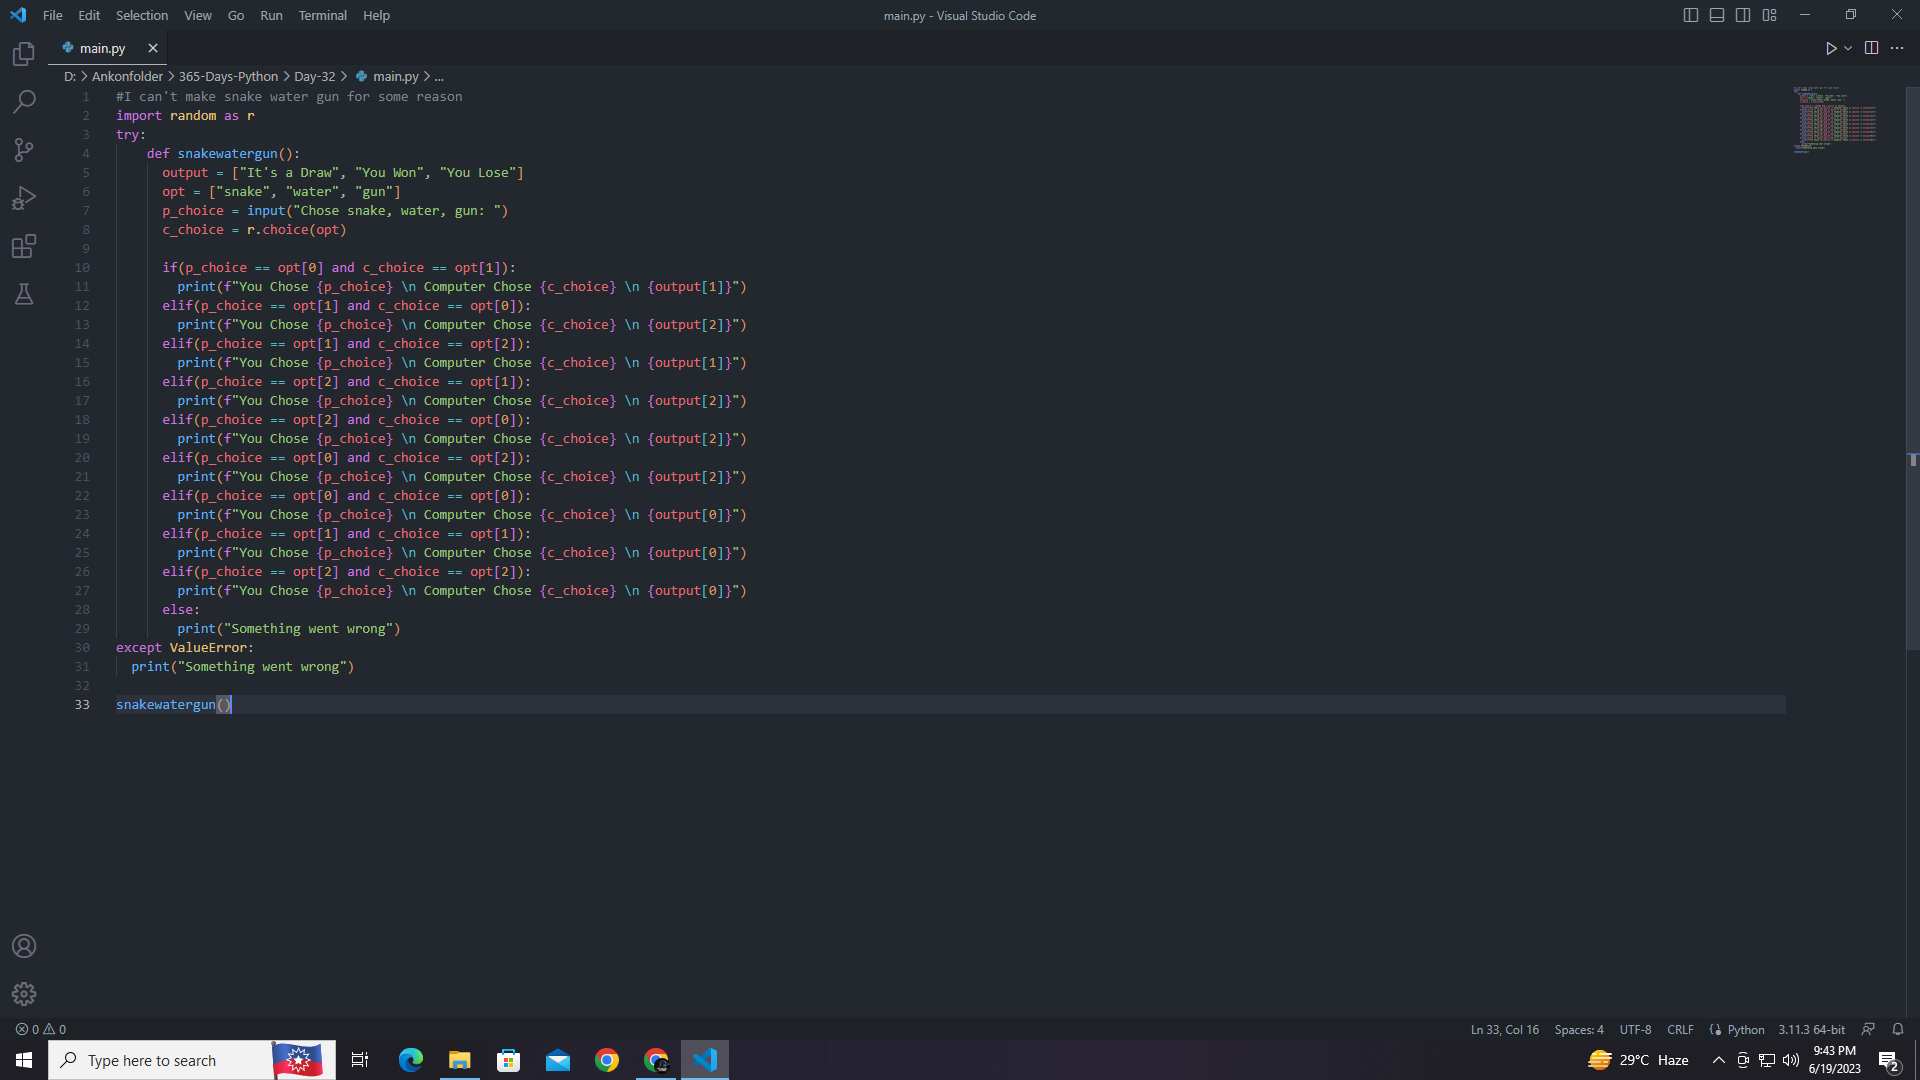 File Edit Selection View Go Run Terminal Help
main.py - Visual Studio Code
main.py
D: > Ankonfolder > 365-Days-Python > Day-32 > main.py > ...
1 #I can't make snake water gun for some reason
2 import random as r
3 try:
4     def snakewatergun():
5       output = ["It's a Draw", "You Won", "You Lose"]
6       opt = ["snake", "water", "gun"]
7       p_choice = input("Chose snake, water, gun: ")
8       c_choice = r.choice(opt)
9
10       if(p_choice == opt[0] and c_choice == opt[1]):
11         print(f"You Chose {p_choice} \n Computer Chose {c_choice} \n {output[1]}")
12       elif(p_choice == opt[1] and c_choice == opt[0]):
13         print(f"You Chose {p_choice} \n Computer Chose {c_choice} \n {output[2]}")
14       elif(p_choice == opt[1] and c_choice == opt[2]):
15         print(f"You Chose {p_choice} \n Computer Chose {c_choice} \n {output[1]}")
16       elif(p_choice == opt[2] and c_choice == opt[1]):
17         print(f"You Chose {p_choice} \n Computer Chose {c_choice} \n {output[2]}")
18       elif(p_choice == opt[2] and c_choice == opt[0]):
19         print(f"You Chose {p_choice} \n Computer Chose {c_choice} \n {output[2]}")
20       elif(p_choice == opt[0] and c_choice == opt[2]):
21         print(f"You Chose {p_choice} \n Computer Chose {c_choice} \n {output[2]}")
22       elif(p_choice == opt[0] and c_choice == opt[0]):
23         print(f"You Chose {p_choice} \n Computer Chose {c_choice} \n {output[0]}")
24       elif(p_choice == opt[1] and c_choice == opt[1]):
25         print(f"You Chose {p_choice} \n Computer Chose {c_choice} \n {output[0]}")
26       elif(p_choice == opt[2] and c_choice == opt[2]):
27         print(f"You Chose {p_choice} \n Computer Chose {c_choice} \n {output[0]}")
28       else:
29         print("Something went wrong")
30 except ValueError:
31   print("Something went wrong")
32
33 snakewatergun()
0 0
Ln 33, Col 16 Spaces: 4 UTF-8 CRLF Python 3.11.3 64-bit
Type here to search
29°C Haze
9:43 PM
6/19/2023
2